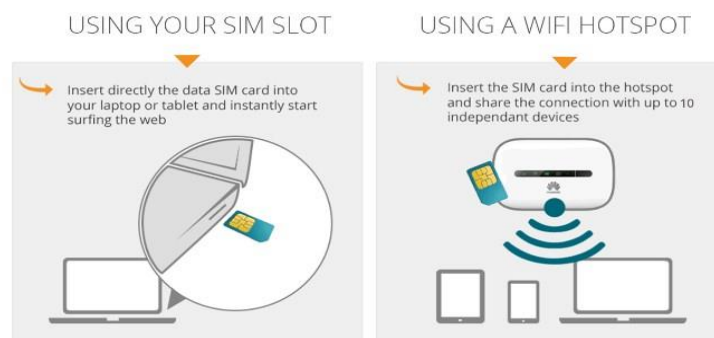 USING YOUR SIM SLOT
Insert directly the data SIM card into
your laptop or tablet and instantly start
surfing the web
USING A WIFI HOTSPOT
Insert the SIM card into the hotspot
and share the connection with up to 10
independant devices